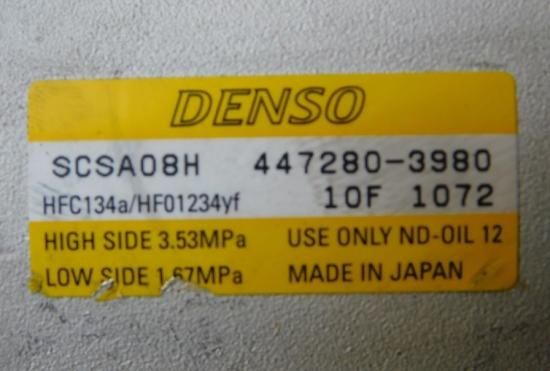 DENSO
SCSA08H 447280-3980
HFC134a/HFO1234yf 10F 1072
HIGH SIDE 3.53MPa USE ONLY ND-OIL 12
LOW SIDE 1.67MPa MADE IN JAPAN